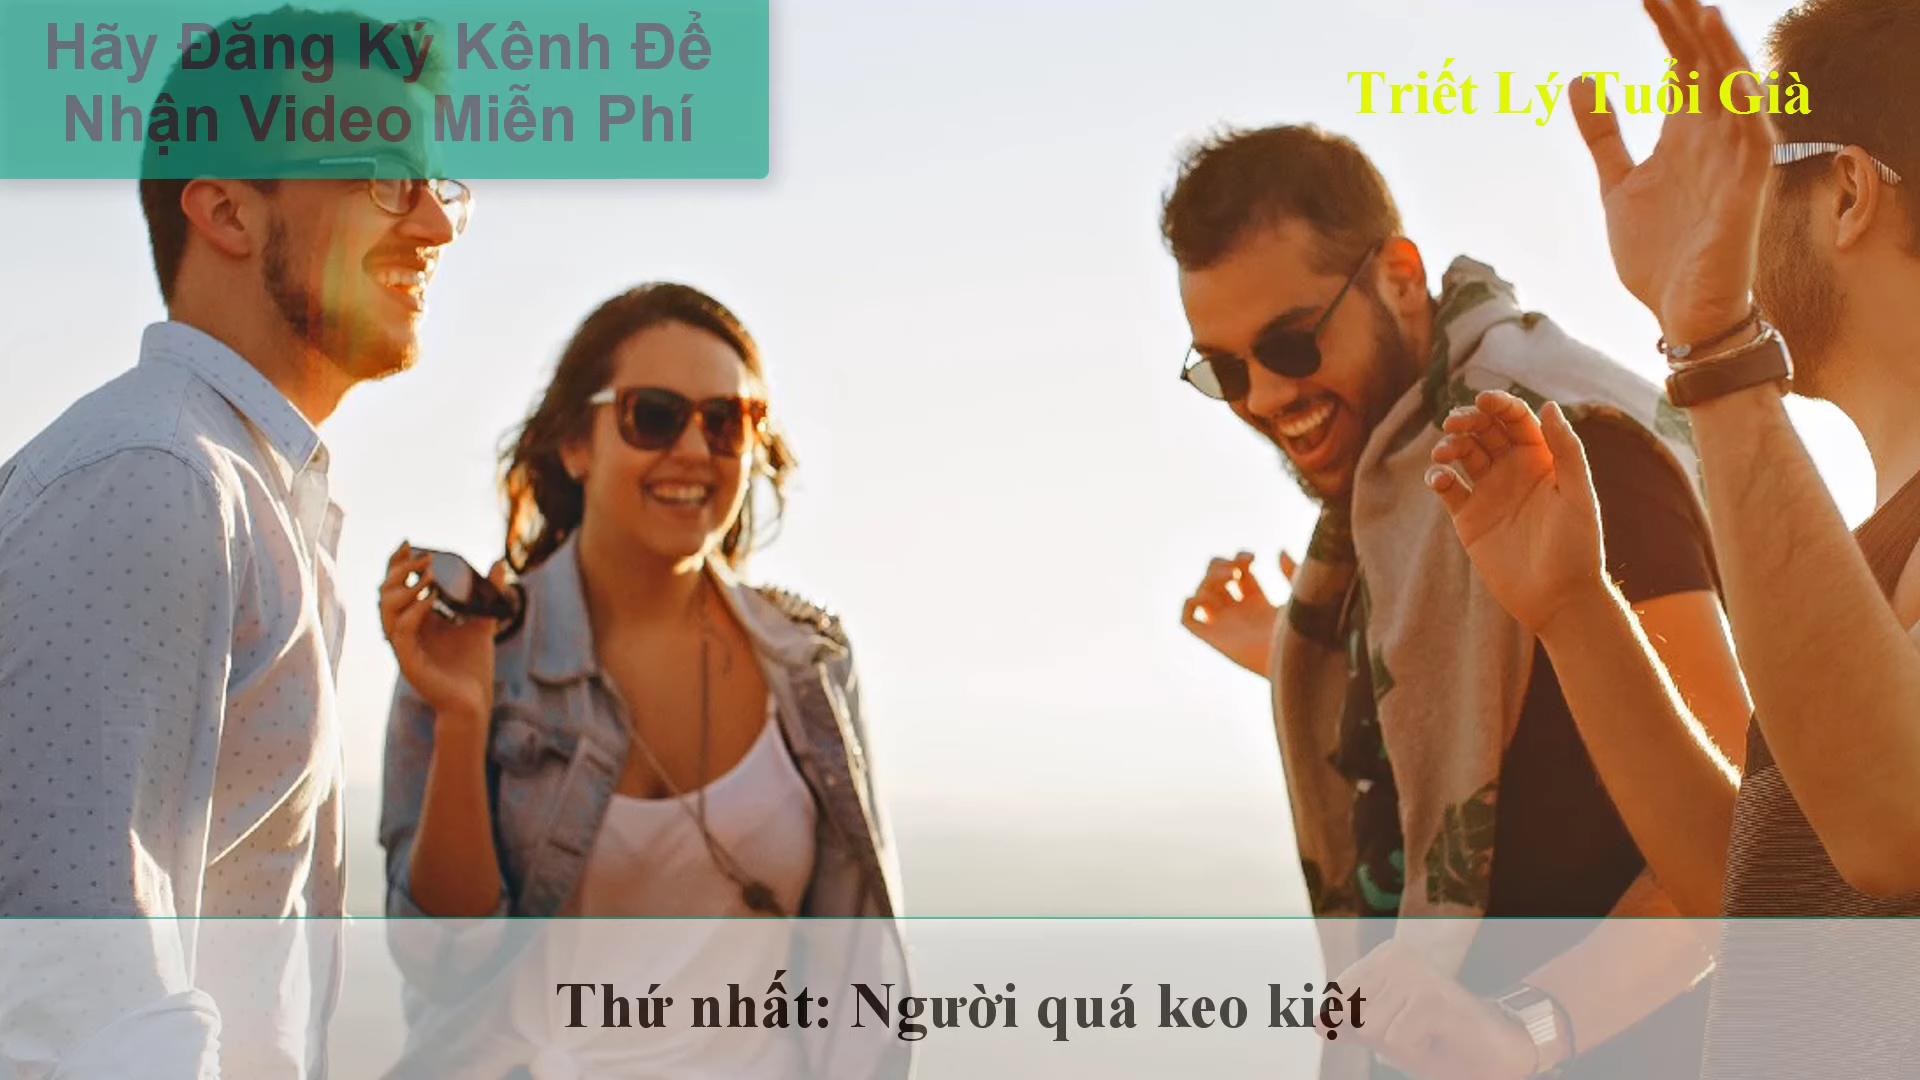 Hãy Đăng Ký Kênh Để
Nhận Video Miễn Phí
Triết Lý Tuổi Già
Thứ nhất: Người quá keo kiệt